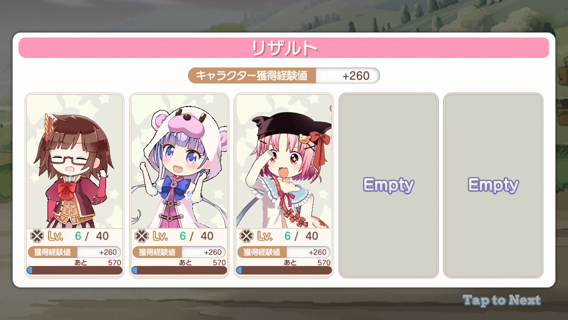 リザルト
キャラクター獲得経験値 +260
Lv. 6 / 40
獲得経験値 +260
あと 570
Lv. 6 / 40
獲得経験値 +260
あと 570
Lv. 6 / 40
獲得経験値 +260
あと 570
Empty
Empty
Tap to Next